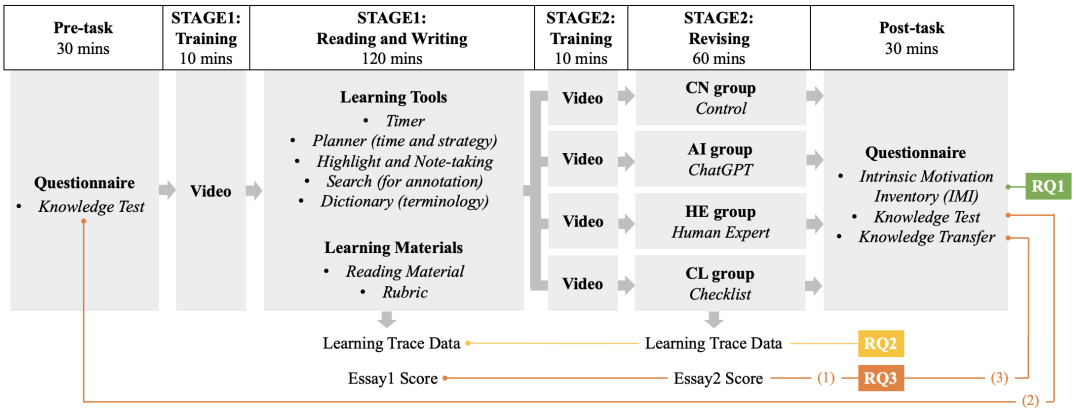 Pre-task
30 mins
STAGE1:
Training
10 mins
STAGE1:
Reading and Writing
120 mins
STAGE2:
Training
10 mins
STAGE2:
Revising
60 mins
Post-task
30 mins
Questionnaire
• Knowledge Test
Video
Learning Tools
• Timer
• Planner (time and strategy)
• Highlight and Note-taking
• Search (for annotation)
• Dictionary (terminology)
Learning Materials
• Reading Material
• Rubric
Video
Video
Video
Video
CN group
Control
AI group
ChatGPT
HE group
Human Expert
CL group
Checklist
Questionnaire
• Intrinsic Motivation
Inventory (IMI)
• Knowledge Test
• Knowledge Transfer
RQ1
Learning Trace Data
Learning Trace Data
RQ2
Essay1 Score
Essay2 Score
(1)
RQ3
(3)
(2)